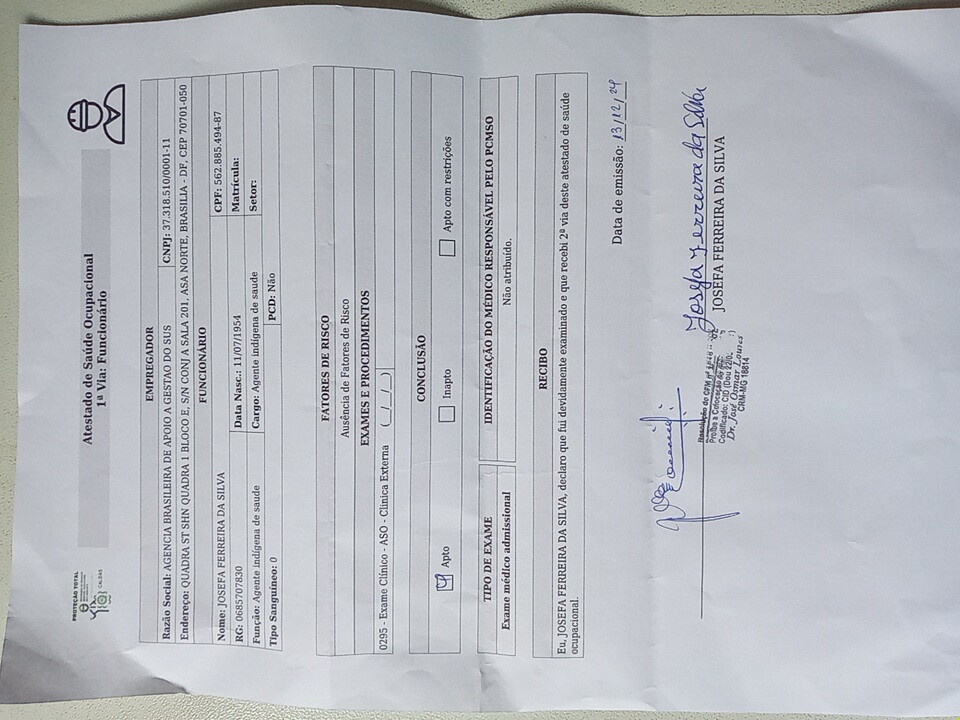 PROTEÇÃO TOTAL
CALDAS
Atestado de Saúde Ocupacional
1ª Via: Funcionário
EMPREGADOR
Razão Social: AGENCIA BRASILEIRA DE APOIO A GESTAO DO SUS CNPJ: 37.318.510/0001-11
Endereço: QUADRA ST SHN QUADRA 1 BLOCO E, S/N CONJ A SALA 201, ASA NORTE, BRASILIA - DF, CEP 70701-050
FUNCIONÁRIO
Nome: JOSEFA FERREIRA DA SILVA CPF: 562.885.494-87
RG: 0685707830 Data Nasc.: 11/07/1954 Matrícula:
Função: Agente indígena de saude Cargo: Agente indígena de saude Setor:
Tipo Sanguíneo: 0 PCD: Não
FATORES DE RISCO
Ausência de Fatores de Risco
EXAMES E PROCEDIMENTOS
0295 - Exame Clínico - ASO - Clinica Externa (__/__/__)
CONCLUSÃO
Apto Inapto Apto com restrições
TIPO DE EXAME IDENTIFICAÇÃO DO MÉDICO RESPONSÁVEL PELO PCMSO
Exame médico admissional Não atribuído.
RECIBO
Eu, JOSEFA FERREIRA DA SILVA, declaro que fui devidamente examinado e que recebi 2ª via deste atestado de saúde
ocupacional.
Data de emissão: 13/12/24
Josefa Ferreira da Silva
JOSEFA FERREIRA DA SILVA
Resolução do CFM nº
Proíbe a Colocação
Codificado: CID (Dou 22/0
Dr. José Osmar
CRM-MG 18814